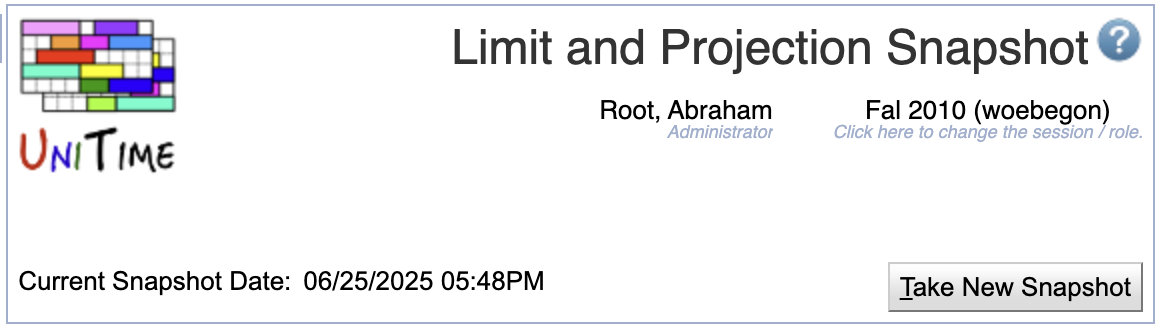 Limit and Projection Snapshot ?
Root, Abraham
Administrator
Fal 2010 (woebegon)
Click here to change the session / role.
UNITIME
Current Snapshot Date: 06/25/2025 05:48PM
Take New Snapshot